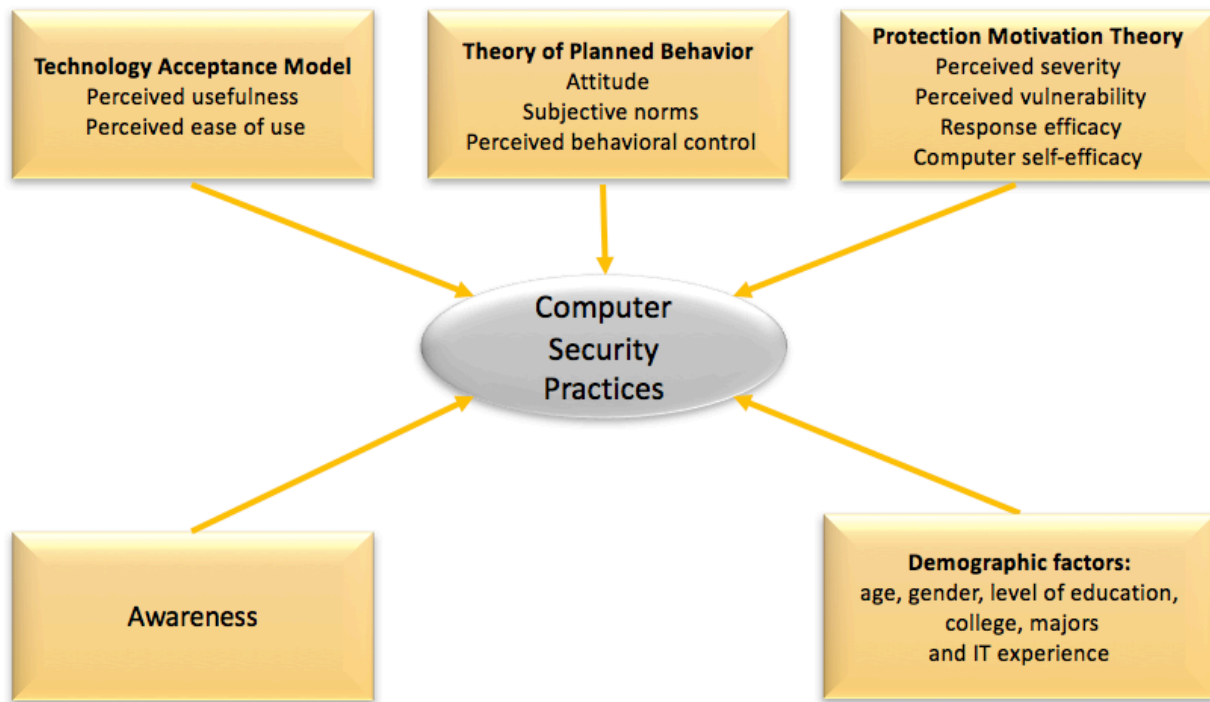 Technology Acceptance Model
Perceived usefulness
Perceived ease of use
Theory of Planned Behavior
Attitude
Subjective norms
Perceived behavioral control
Protection Motivation Theory
Perceived severity
Perceived vulnerability
Response efficacy
Computer self-efficacy
Computer
Security
Practices
Awareness
Demographic factors:
age, gender, level of education,
college, majors
and IT experience